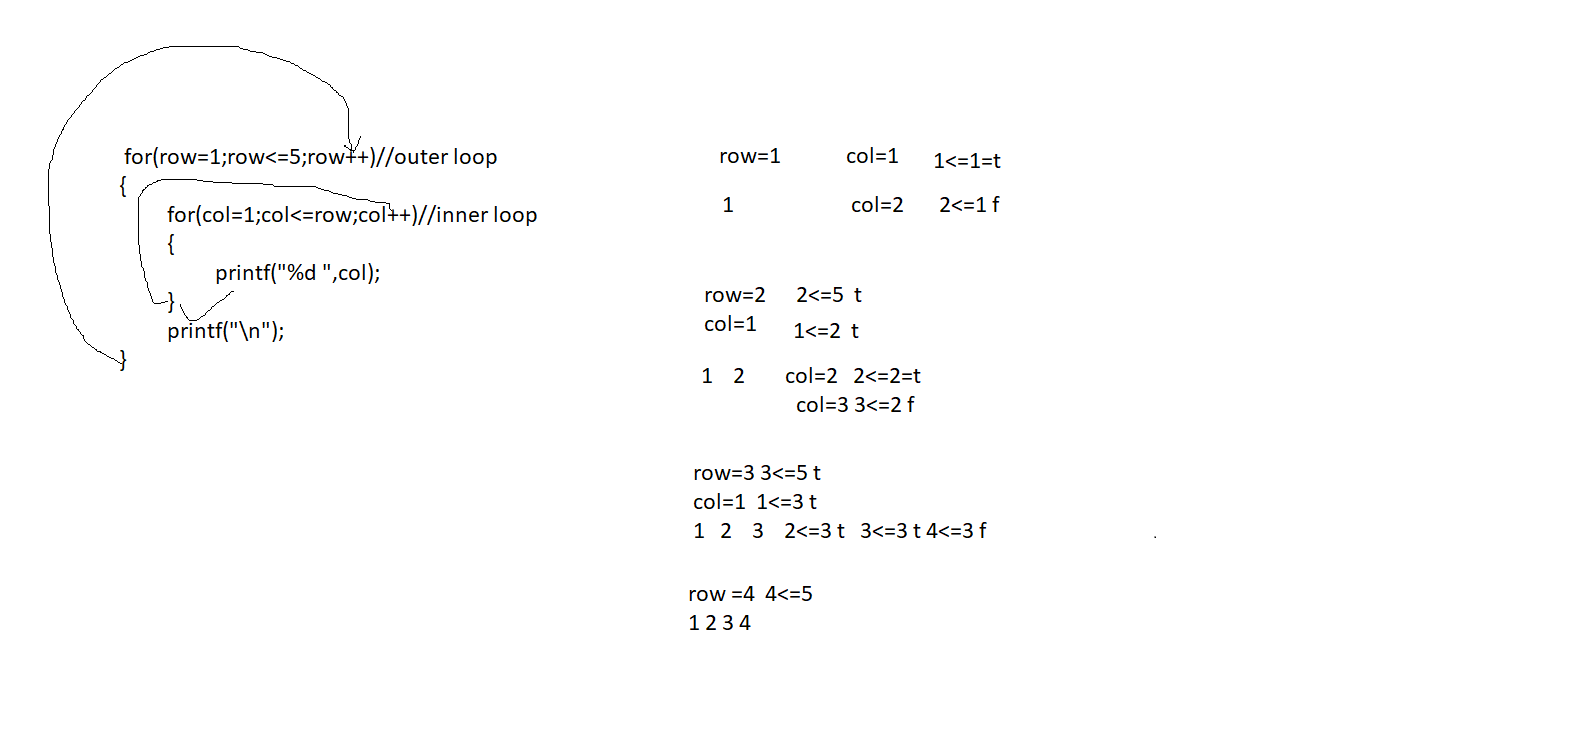 for(row=1;row<=5;row++)//outer loop
{
for(col=1;col<=row;col++)//inner loop
{
printf("%d ",col);
}
printf("\n");
}
row=1 col=1 1<=1=t
1 col=2 2<=1 f
row=2 2<=5 t
col=1 1<=2 t
1 2 col=2 2<=2=t
col=3 3<=2 f
row=3 3<=5 t
col=1 1<=3 t
1 2 3 2<=3 t 3<=3 t 4<=3 f
row =4 4<=5
1 2 3 4